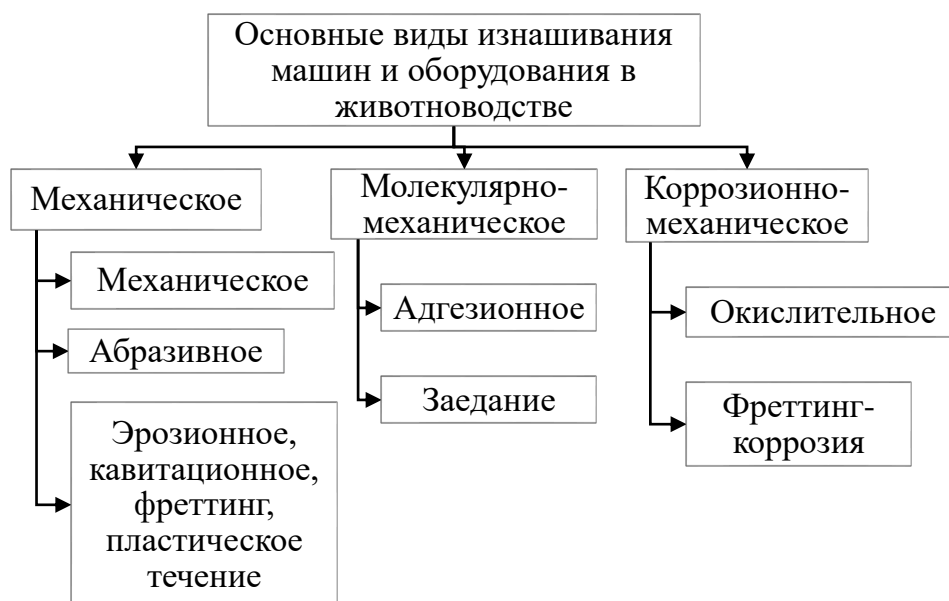 Основные виды изнашивания
машин и оборудования в
животноводстве
Механическое
Молекулярно-
механическое
Коррозионно-
механическое
Механическое
Абразивное
Эрозионное,
кавитационное,
фреттинг,
пластическое
течение
Адгезионное
Заедание
Окислительное
Фреттинг-
коррозия